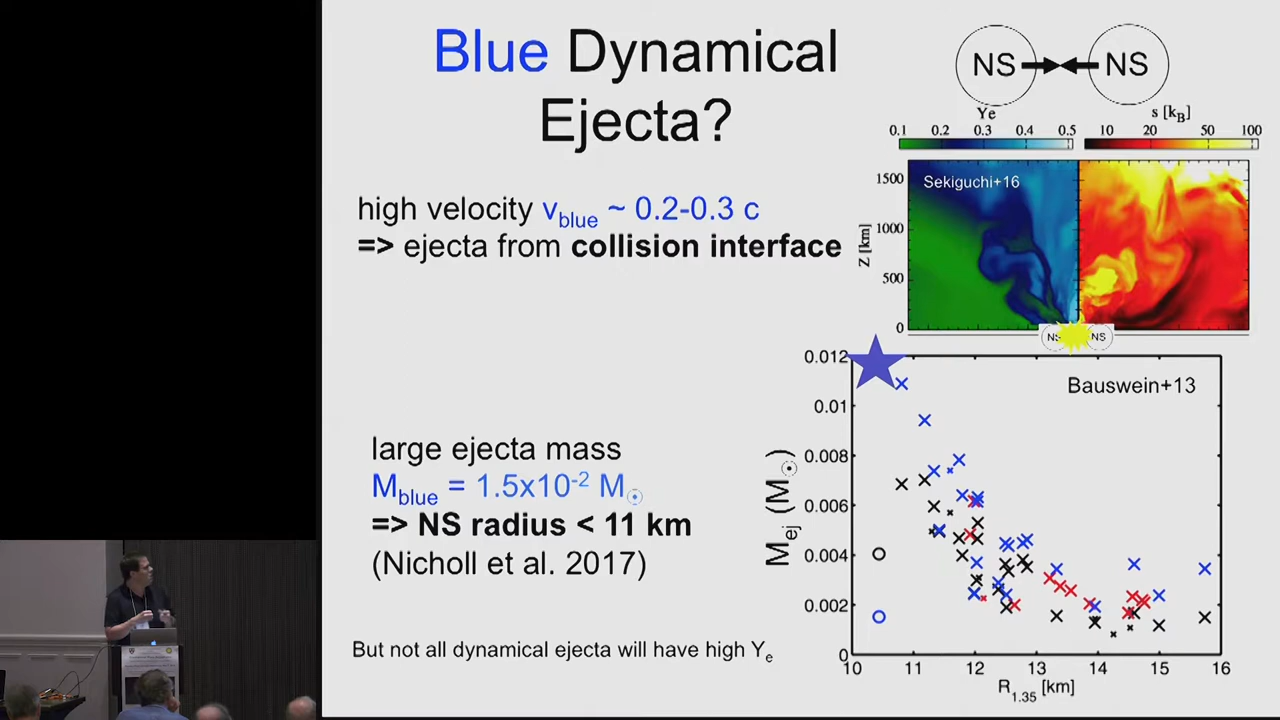 Blue Dynamical
Ejecta?
NS NS
Ye
s [kB]
0.1 0.2 0.3 0.4 0.5
10 20 50 100
Sekiguchi+16
Z [km]
1500
1000
500
0
NS NS
high velocity vblue ~ 0.2-0.3 c
=> ejecta from collision interface
large ejecta mass
Mblue = 1.5x10-2 M☉
=> NS radius < 11 km
(Nicholl et al. 2017)
But not all dynamical ejecta will have high Ye
Bauswein+13
Mej (M☉)
0.012
0.01
0.008
0.006
0.004
0.002
0
10 11 12 13 14 15 16
R1.35 [km]